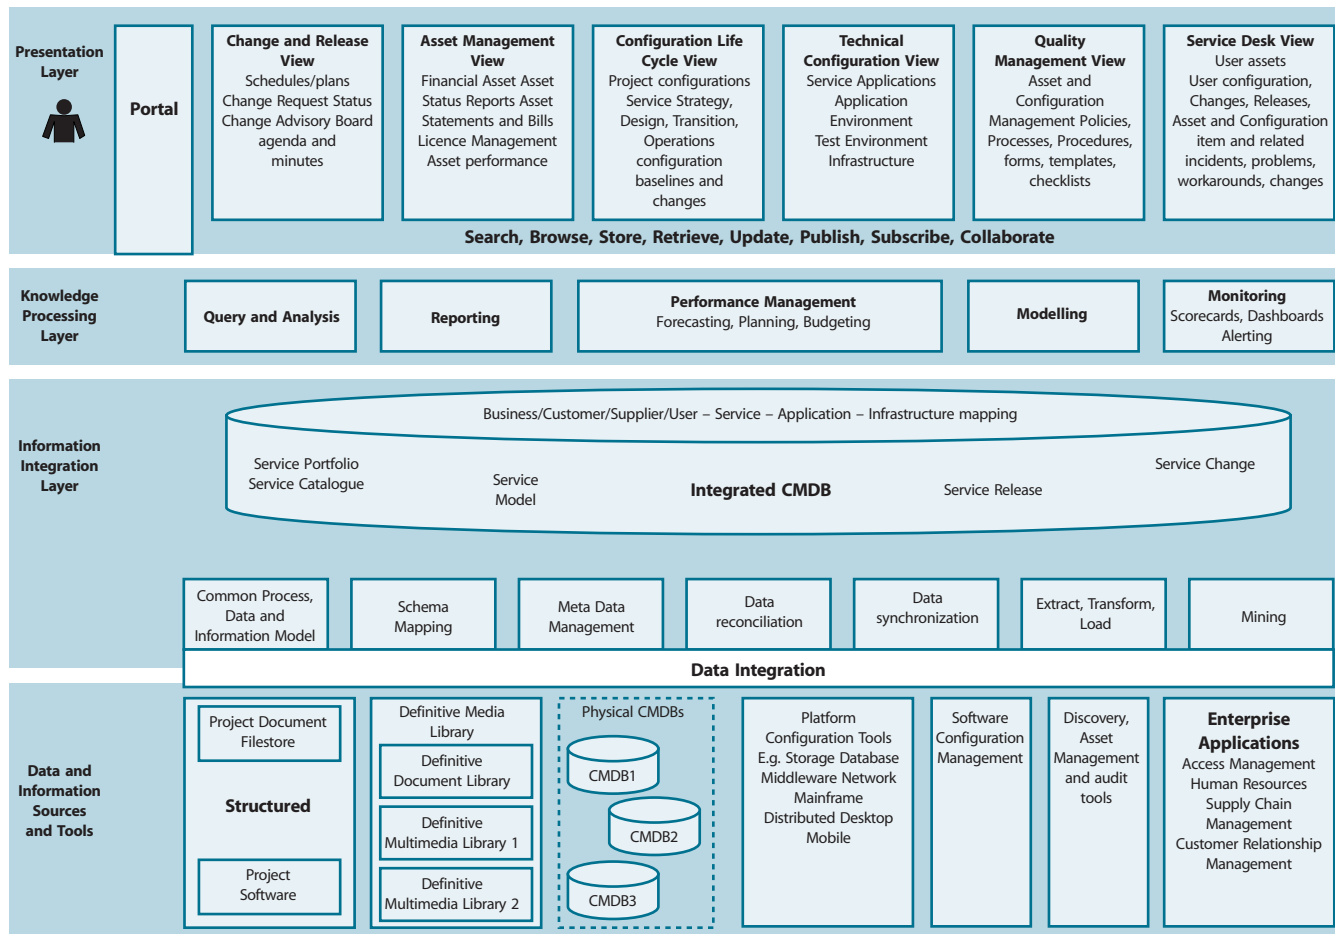 Presentation
Layer
Portal
Change and Release
View
Schedules/plans
Change Request Status
Change Advisory Board
agenda and
minutes
Asset Management
View
Financial Asset Asset
Status Reports Asset
Statements and Bills
Licence Management
Asset performance
Configuration Life
Cycle View
Project configurations
Service Strategy,
Design, Transition,
Operations
configuration
baselines and
changes
Technical
Configuration View
Service Applications
Application
Environment
Test Environment
Infrastructure
Quality
Management View
Asset and
Configuration
Management Policies,
Processes, Procedures,
forms, templates,
checklists
Service Desk View
User assets
User configuration,
Changes, Releases,
Asset and Configuration
item and related
incidents, problems,
workarounds, changes
Search, Browse, Store, Retrieve, Update, Publish, Subscribe, Collaborate
Knowledge
Processing
Layer
Query and Analysis
Reporting
Performance Management
Forecasting, Planning, Budgeting
Modelling
Monitoring
Scorecards, Dashboards
Alerting
Information
Integration
Layer
Business/Customer/Supplier/User – Service – Application – Infrastructure mapping
Service Portfolio
Service Catalogue
Service
Model
Integrated CMDB
Service Release
Service Change
Common Process,
Data and
Information Model
Schema
Mapping
Meta Data
Management
Data
reconciliation
Data
synchronization
Extract, Transform,
Load
Mining
Data Integration
Data and
Information
Sources
and Tools
Project Document
Filestore
Structured
Project
Software
Definitive Media
Library
Definitive
Document Library
Definitive
Multimedia Library 1
Definitive
Multimedia Library 2
Physical CMDBs
CMDB1
CMDB2
CMDB3
Platform
Configuration Tools
E.g. Storage Database
Middleware Network
Mainframe
Distributed Desktop
Mobile
Software
Configuration
Management
Discovery,
Asset
Management
and audit
tools
Enterprise
Applications
Access Management
Human Resources
Supply Chain
Management
Customer Relationship
Management